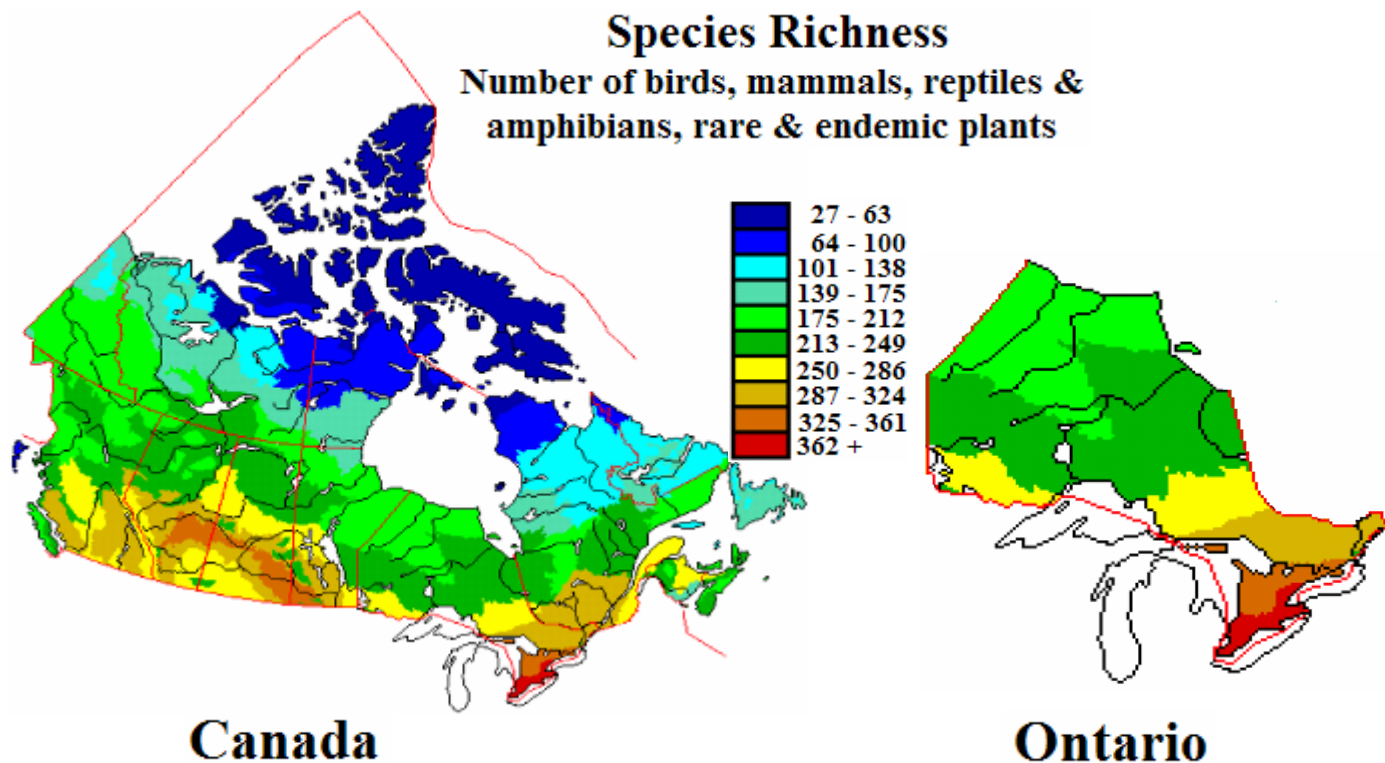 Species Richness
Number of birds, mammals, reptiles &
amphibians, rare & endemic plants
27 - 63
64 - 100
101 - 138
139 - 175
175 - 212
213 - 249
250 - 286
287 - 324
325 - 361
362 +
Canada
Ontario